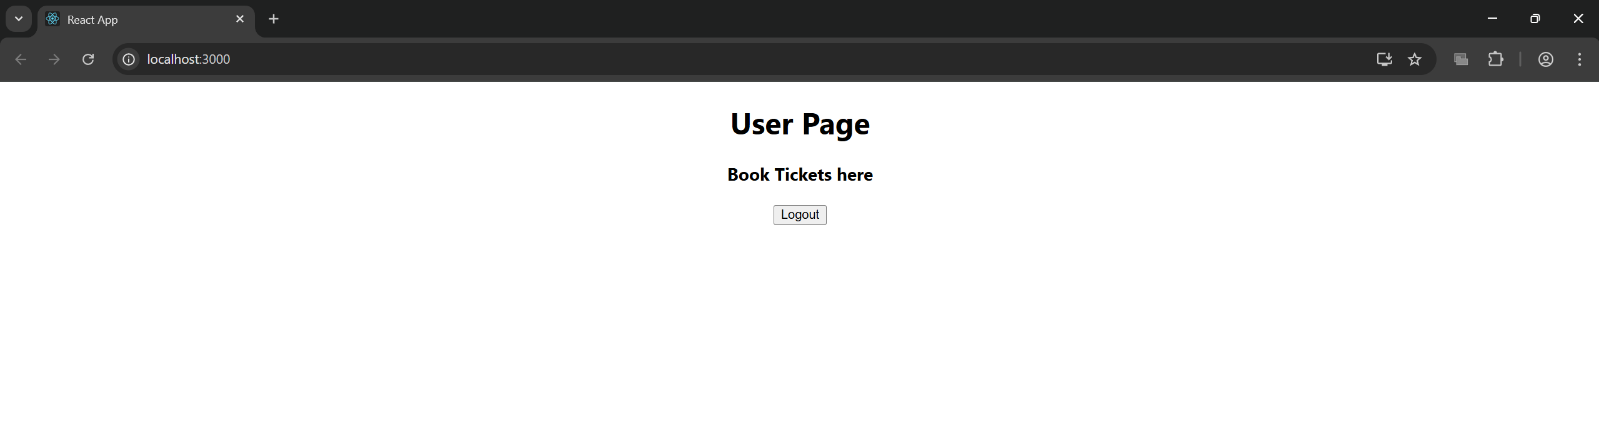 React App
localhost:3000
User Page
Book Tickets here
Logout